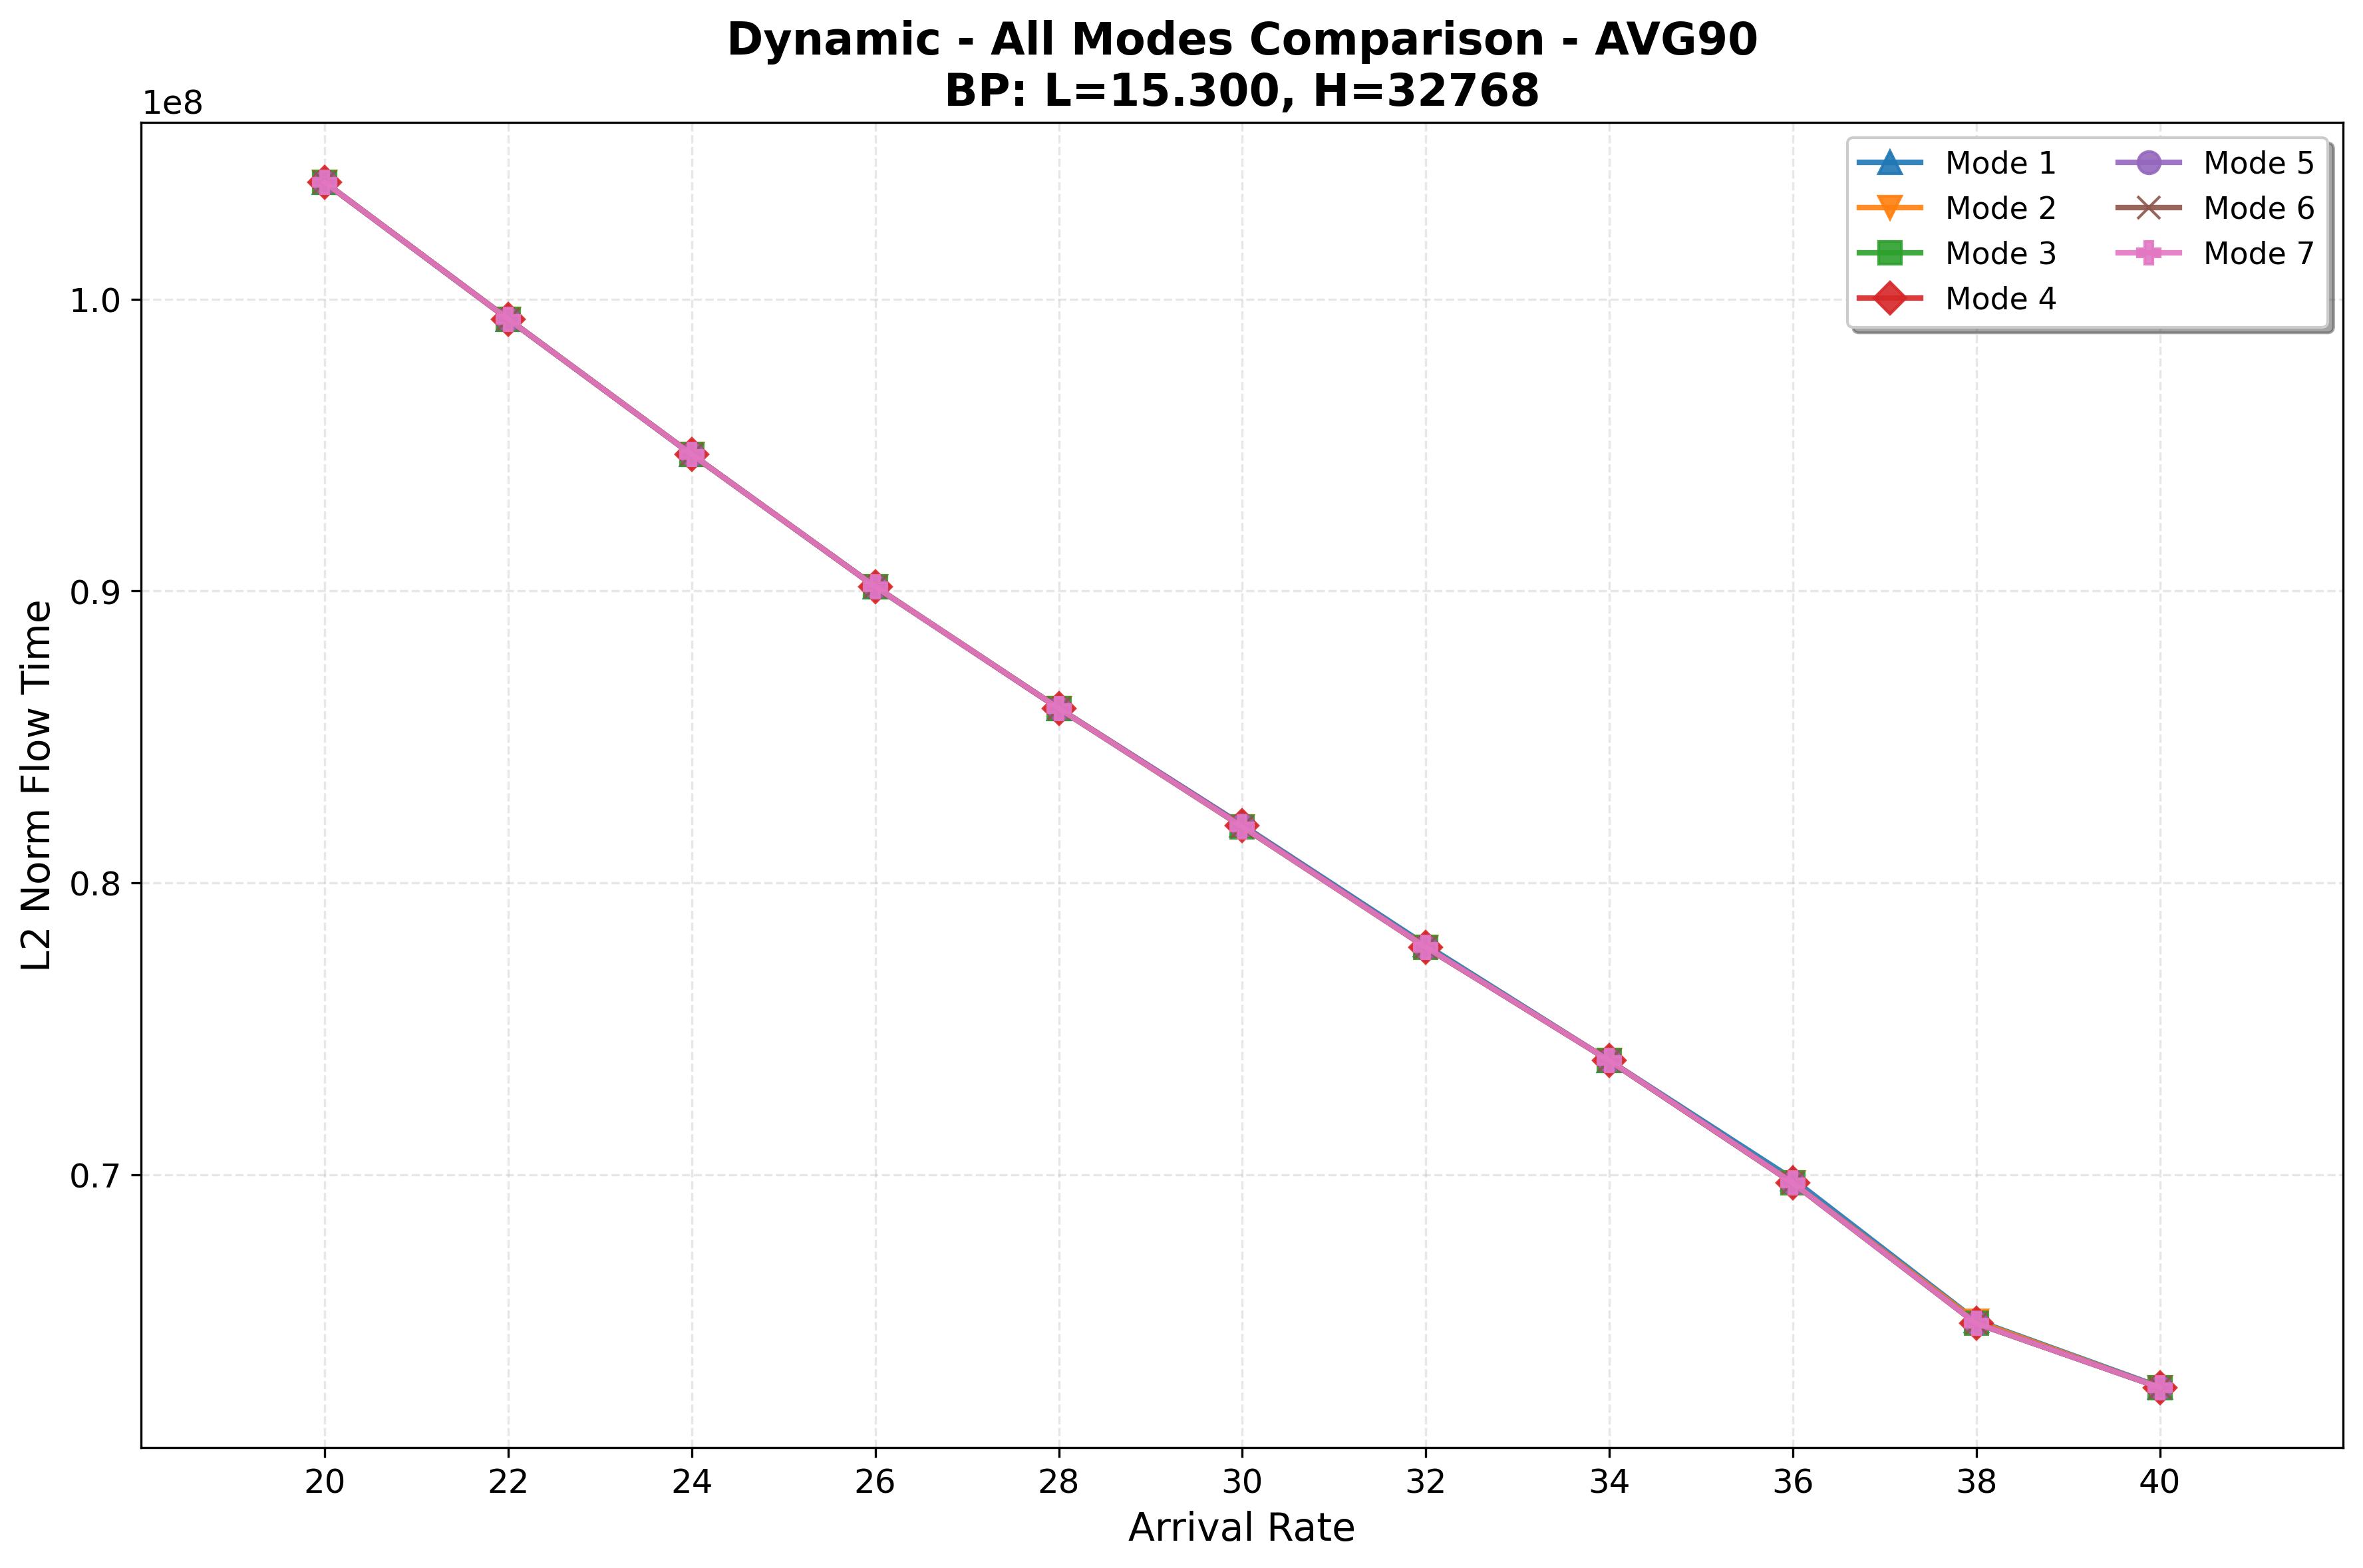 Dynamic - All Modes Comparison - AVG90
BP: L=15.300, H=32768
1e8
Mode 1
Mode 2
Mode 3
Mode 4
Mode 5
Mode 6
Mode 7
1.0
0.9
0.8
0.7
L2 Norm Flow Time
20 22 24 26 28 30 32 34 36 38 40
Arrival Rate